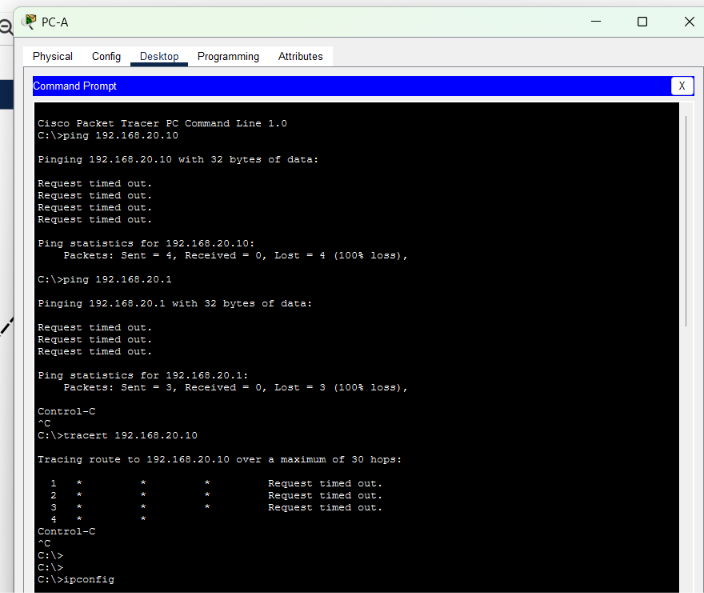 PC-A
Physical Config Desktop Programming Attributes
Command Prompt X
Cisco Packet Tracer PC Command Line 1.0
C:\>ping 192.168.20.10
Pinging 192.168.20.10 with 32 bytes of data:
Request timed out.
Request timed out.
Request timed out.
Request timed out.
Ping statistics for 192.168.20.10:
Packets: Sent = 4, Received = 0, Lost = 4 (100% loss),
C:\>ping 192.168.20.1
Pinging 192.168.20.1 with 32 bytes of data:
Request timed out.
Request timed out.
Request timed out.
Ping statistics for 192.168.20.1:
Packets: Sent = 3, Received = 0, Lost = 3 (100% loss),
Control-C
^C
C:\>tracert 192.168.20.10
Tracing route to 192.168.20.10 over a maximum of 30 hops:
1 * * * Request timed out.
2 * * * Request timed out.
3 * * * Request timed out.
4 * *
Control-C
^C
C:\>
C:\>
C:\>ipconfig